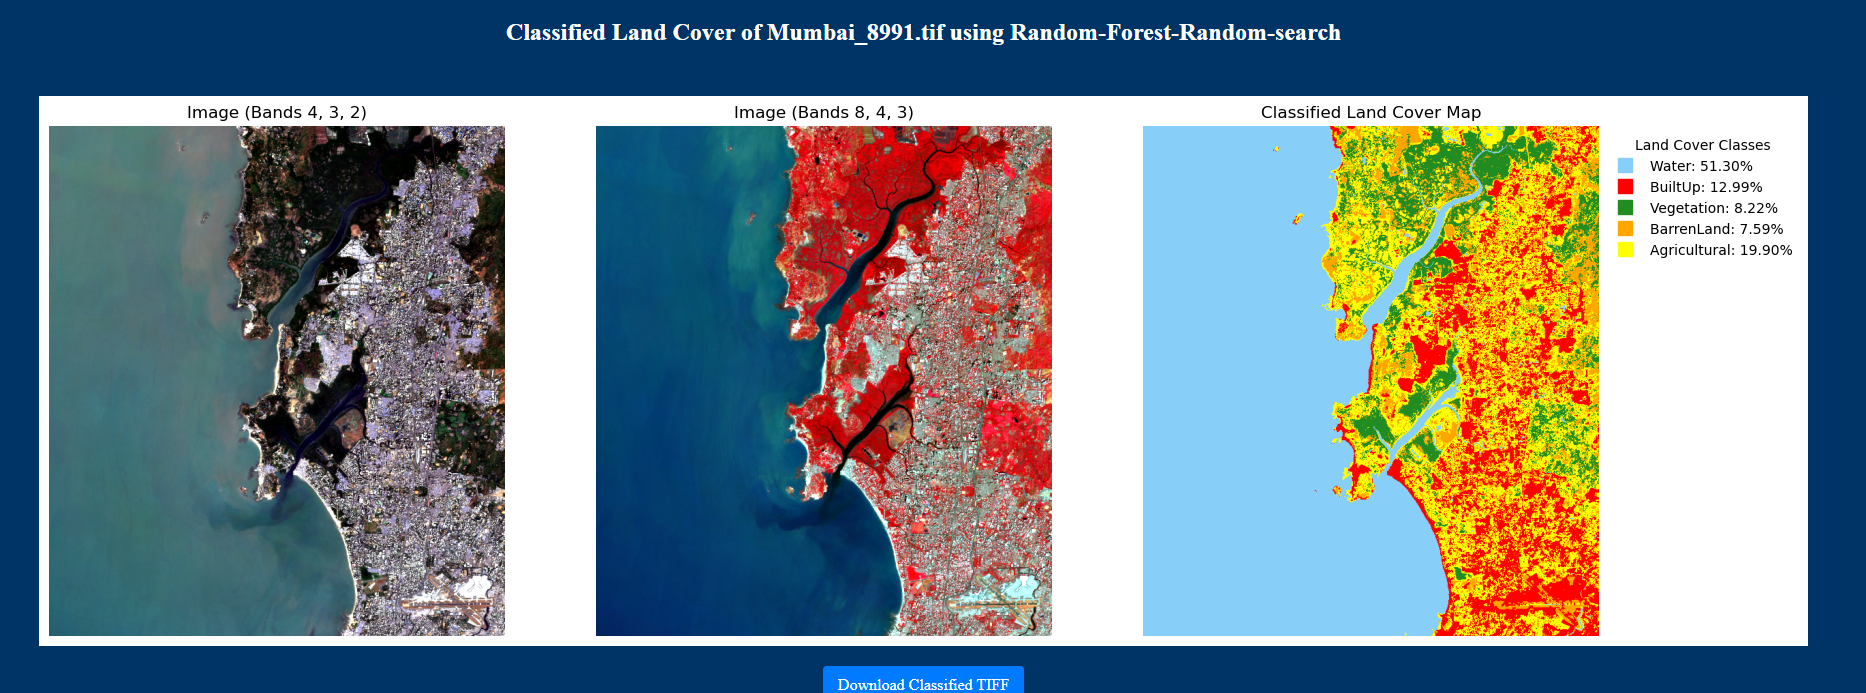 Classified Land Cover of Mumbai_8991.tif using Random-Forest-Random-search
Image (Bands 4, 3, 2)
Image (Bands 8, 4, 3)
Classified Land Cover Map
Land Cover Classes
Water: 51.30%
BuiltUp: 12.99%
Vegetation: 8.22%
BarrenLand: 7.59%
Agricultural: 19.90%
Download Classified TIFF